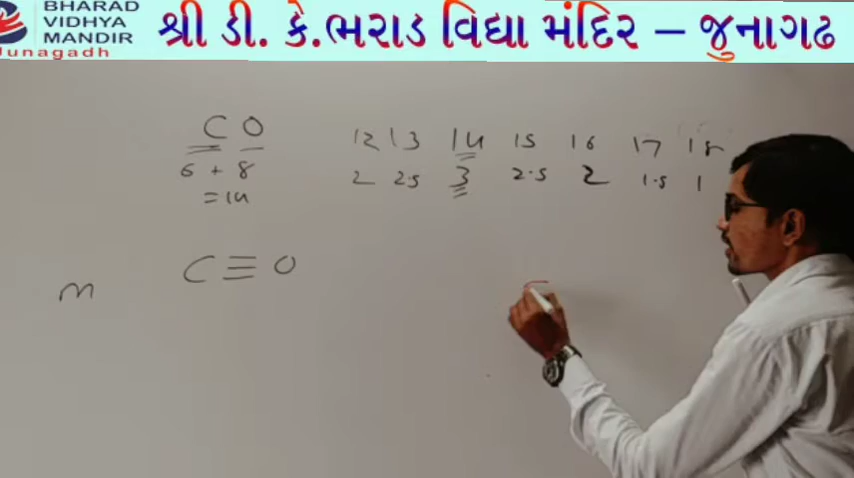 BHARAD
VIDHYA
MANDIR
Junagadh
શ્રી ડી. કે.ભરાડ વિદ્યા મંદિર – જુનાગઢ
C O
6 + 8
= 14
12 13 14 15 16 17 18
2 2.5 3 2.5 2 1.5 1
C ≡ O
m